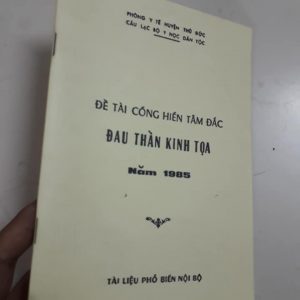 PHÒNG Y TẾ HUYỆN THỦ ĐỨC
CÂU LẠC BỘ Y HỌC DÂN TỘC
ĐỀ TÀI CỐNG HIẾN TÂM ĐẮC
ĐAU THẦN KINH TỌA
Năm 1985
TÀI LIỆU PHỔ BIẾN NỘI BỘ